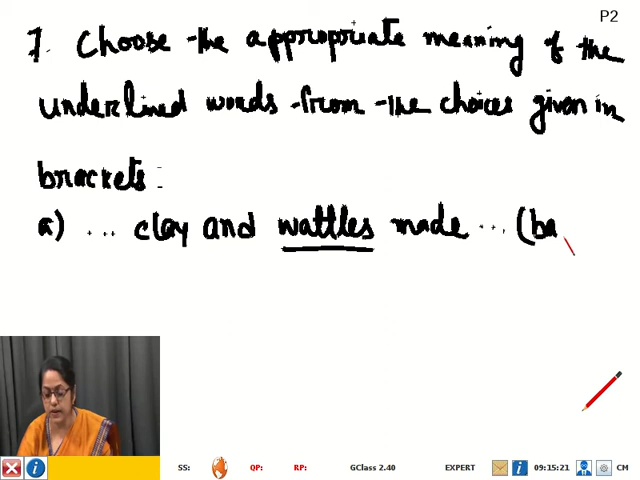 P2
7. Choose the appropriate meaning of the
underlined words from the choices given in
brackets:
a) ... clay and wattles made ... (ba
SS: QP: RP: GClass 2.40 EXPERT 09:15:21 CM